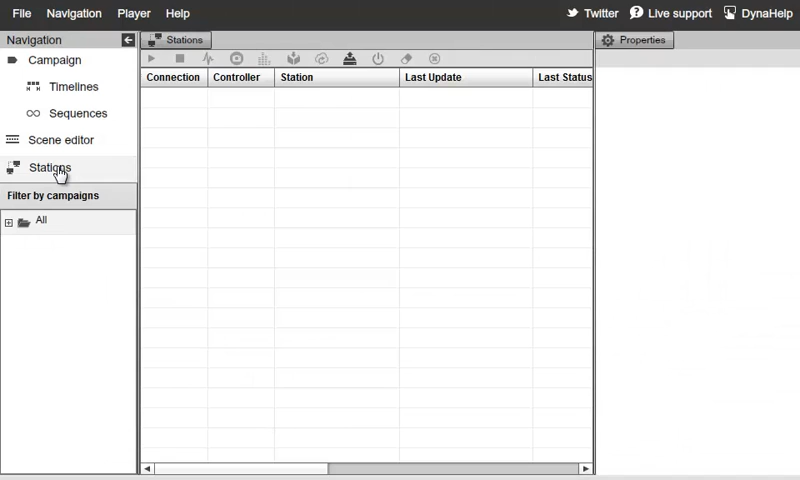 File Navigation Player Help Twitter Live support DynaHelp
Navigation Stations Properties
Campaign
Timelines
Sequences
Scene editor
Stations
Filter by campaigns
All
Connection Controller Station Last Update Last Status